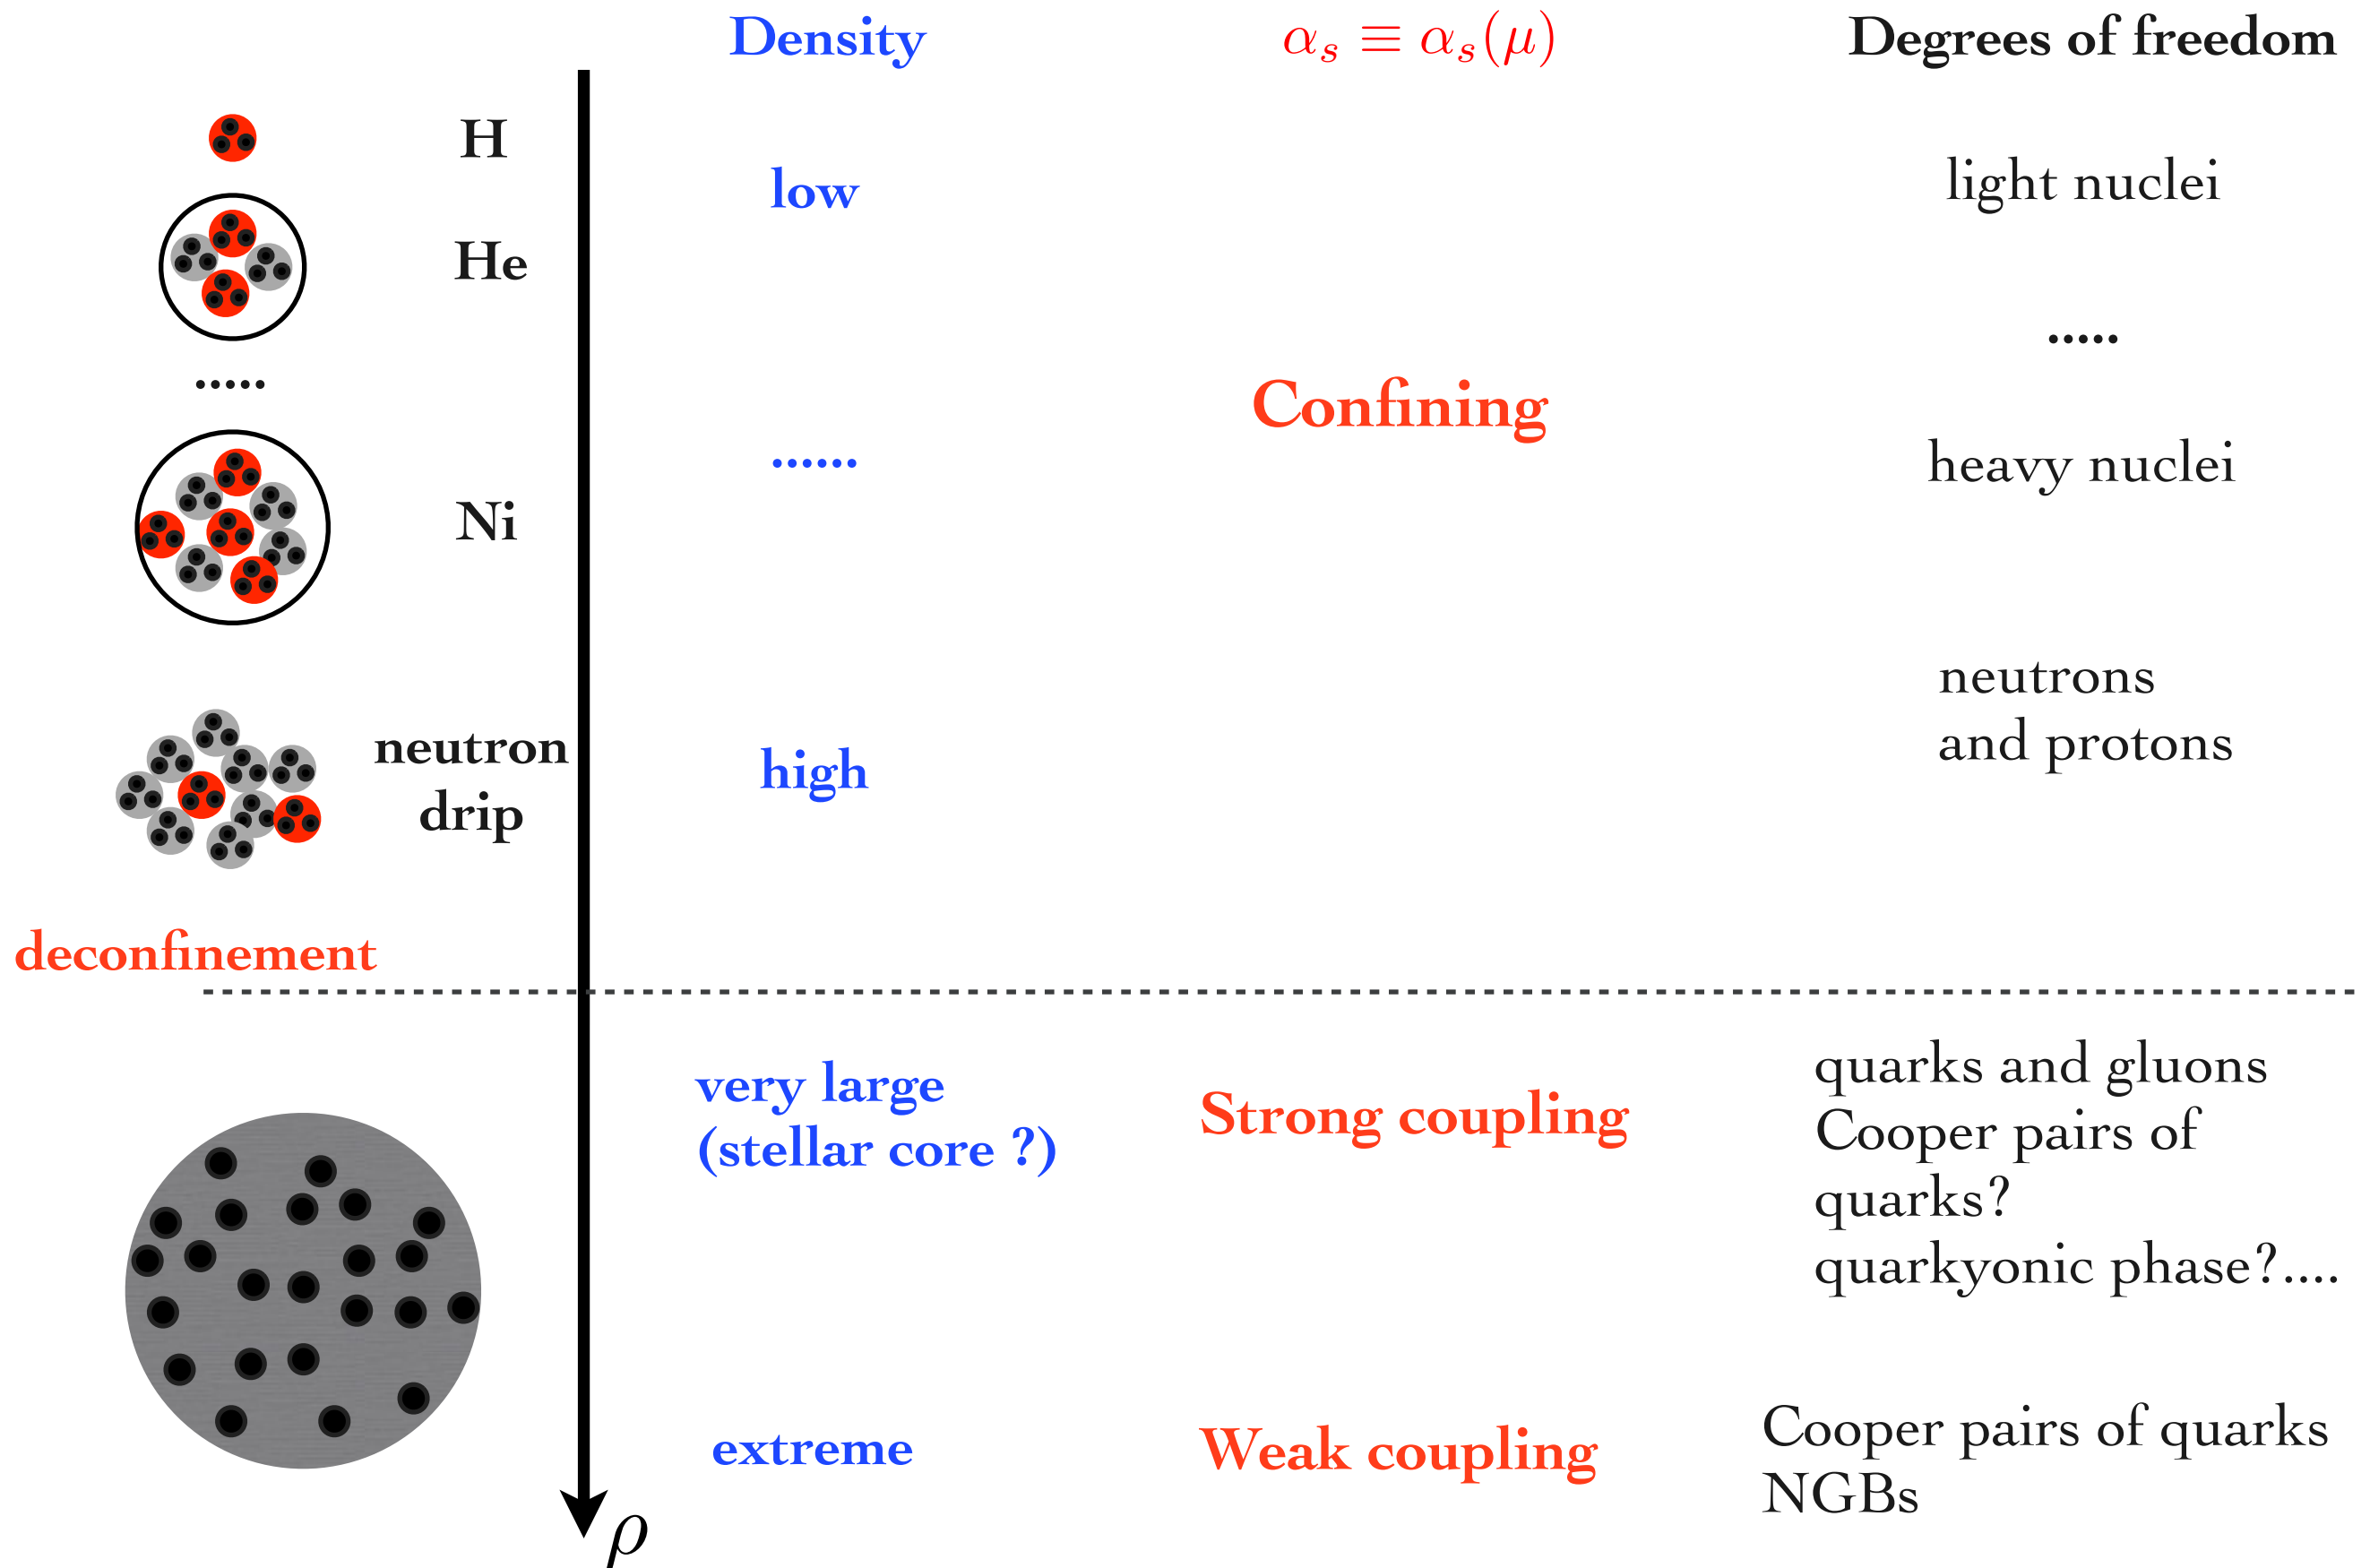 Density
αₛ ≡ αₛ(μ)
Degrees of freedom
H
low
light nuclei
He
.....
.....
Confining
......
heavy nuclei
Ni
neutrons
and protons
neutron
drip
high
deconfinement
very large
(stellar core ?)
Strong coupling
quarks and gluons
Cooper pairs of
quarks?
quarkyonic phase?....
extreme
Weak coupling
Cooper pairs of quarks
NGBs
ρ